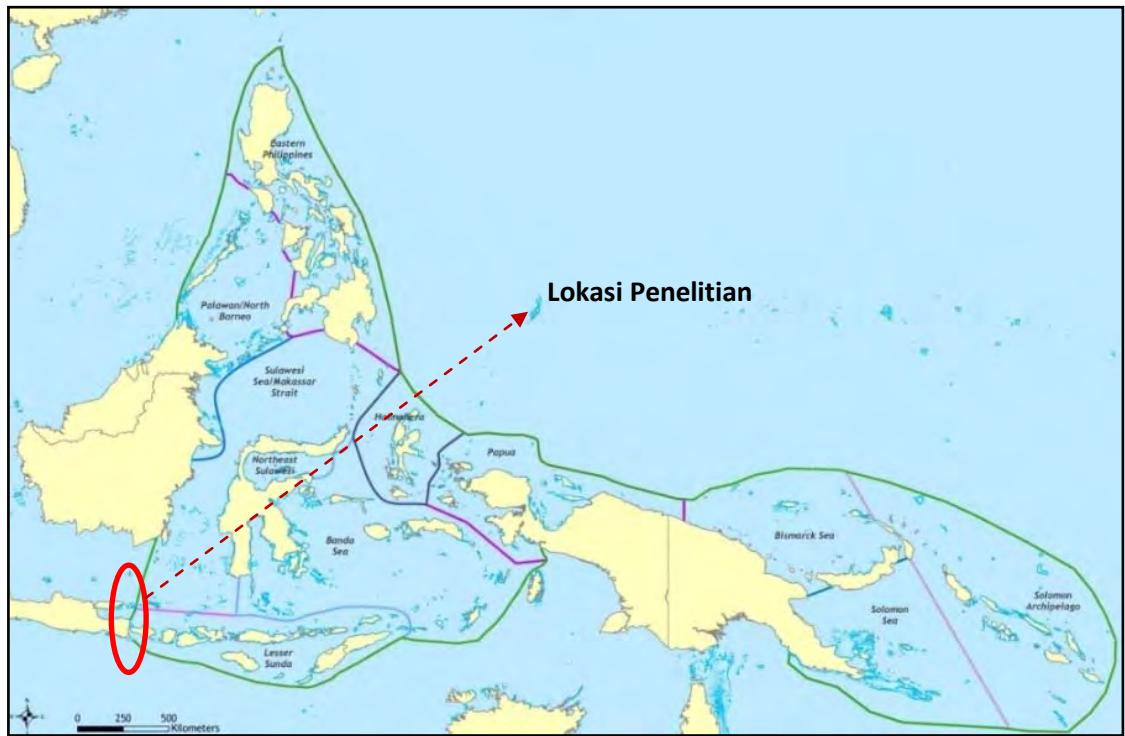 Eastern
Philippines
Lokasi Penelitian
Palawan/North
Borneo
Sulawesi
Sea/Makassar
Strait
Halmahera
Papua
Northeast
Sulawesi
Banda
Sea
Bismarck Sea
Solomon
Archipelago
Solomon
Sea
Lesser
Sunda
0 250 500
Kilometers